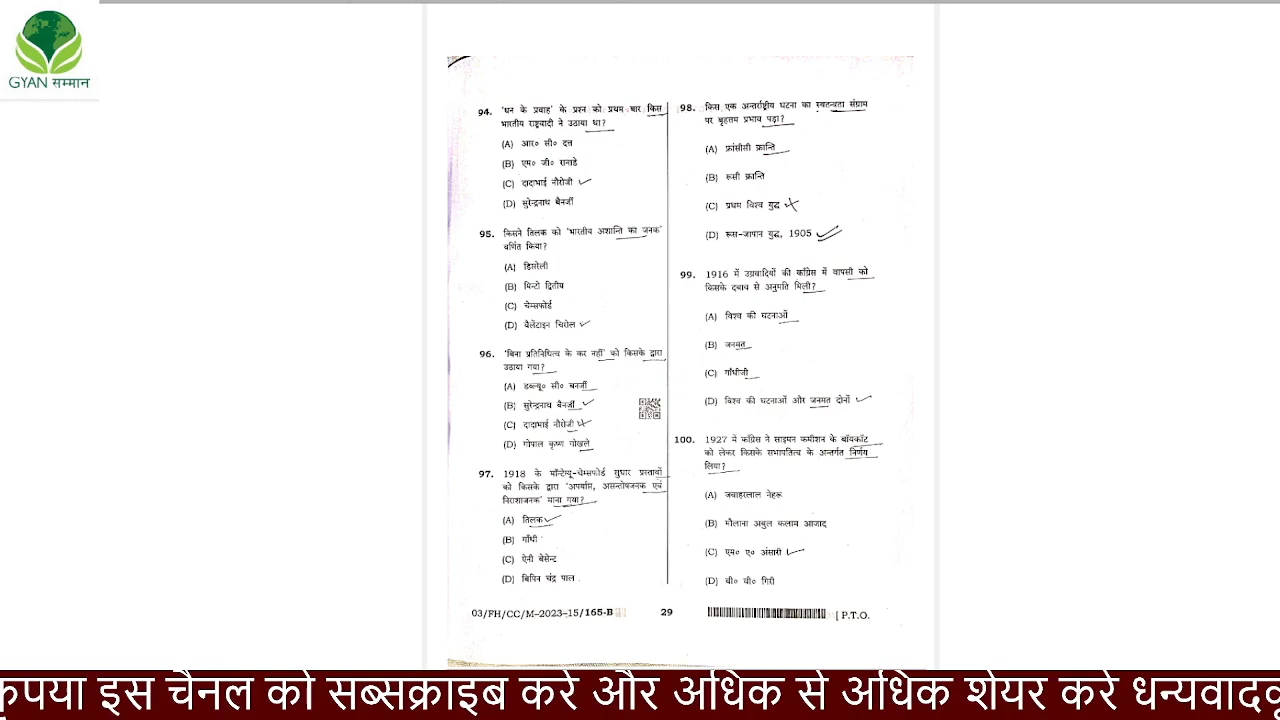 GYAN सम्मान
94. 'धन के प्रवाह' के प्रश्न को प्रथम बार किस
भारतीय राष्ट्रवादी ने उठाया था?
(A) आर० सी० दत्त
(B) एम० जी० रानाडे
(C) दादाभाई नौरोजी
(D) सुरेन्द्रनाथ बैनर्जी
95. किसने तिलक को 'भारतीय अशान्ति का जनक'
वर्णित किया?
(A) डिसरेली
(B) मिन्टो द्वितीय
(C) चेम्सफोर्ड
(D) वैलेंटाइन चिरोल
96. 'बिना प्रतिनिधित्व के कर नहीं' को किसके द्वारा
उठाया गया?
(A) डब्ल्यू० सी० बनर्जी
(B) सुरेन्द्रनाथ बैनर्जी
(C) दादाभाई नौरोजी
(D) गोपाल कृष्ण गोखले
97. 1918 के मॉन्टेग्यू-चेम्सफोर्ड सुधार प्रस्तावों
को किसके द्वारा 'अपर्याप्त, असन्तोषजनक एवं
निराशाजनक' माना गया?
(A) तिलक
(B) गाँधी
(C) ऐनी बेसेन्ट
(D) बिपिन चंद्र पाल
98. किस एक अन्तर्राष्ट्रीय घटना का स्वतन्त्रता संग्राम
पर बृहत्तम प्रभाव पड़ा?
(A) फ्रांसीसी क्रान्ति
(B) रूसी क्रान्ति
(C) प्रथम विश्व युद्ध
(D) रूस-जापान युद्ध, 1905
99. 1916 में उग्रवादियों की काँग्रेस में वापसी को
किसके दबाव से अनुमति मिली?
(A) विश्व की घटनाओं
(B) जनमत
(C) गाँधीजी
(D) विश्व की घटनाओं और जनमत दोनों
100. 1927 में काँग्रेस ने साइमन कमीशन के बॉयकॉट
को लेकर किसके सभापतित्व के अन्तर्गत निर्णय
लिया?
(A) जवाहरलाल नेहरू
(B) मौलाना अबुल कलाम आजाद
(C) एम० ए० अंसारी
(D) वी० वी० गिरी
03/FH/CC/M-2023-15/165-B 29 [ P.T.O.
कृपया इस चैनल को सब्सक्राइब करे और अधिक से अधिक शेयर करे धन्यवाद